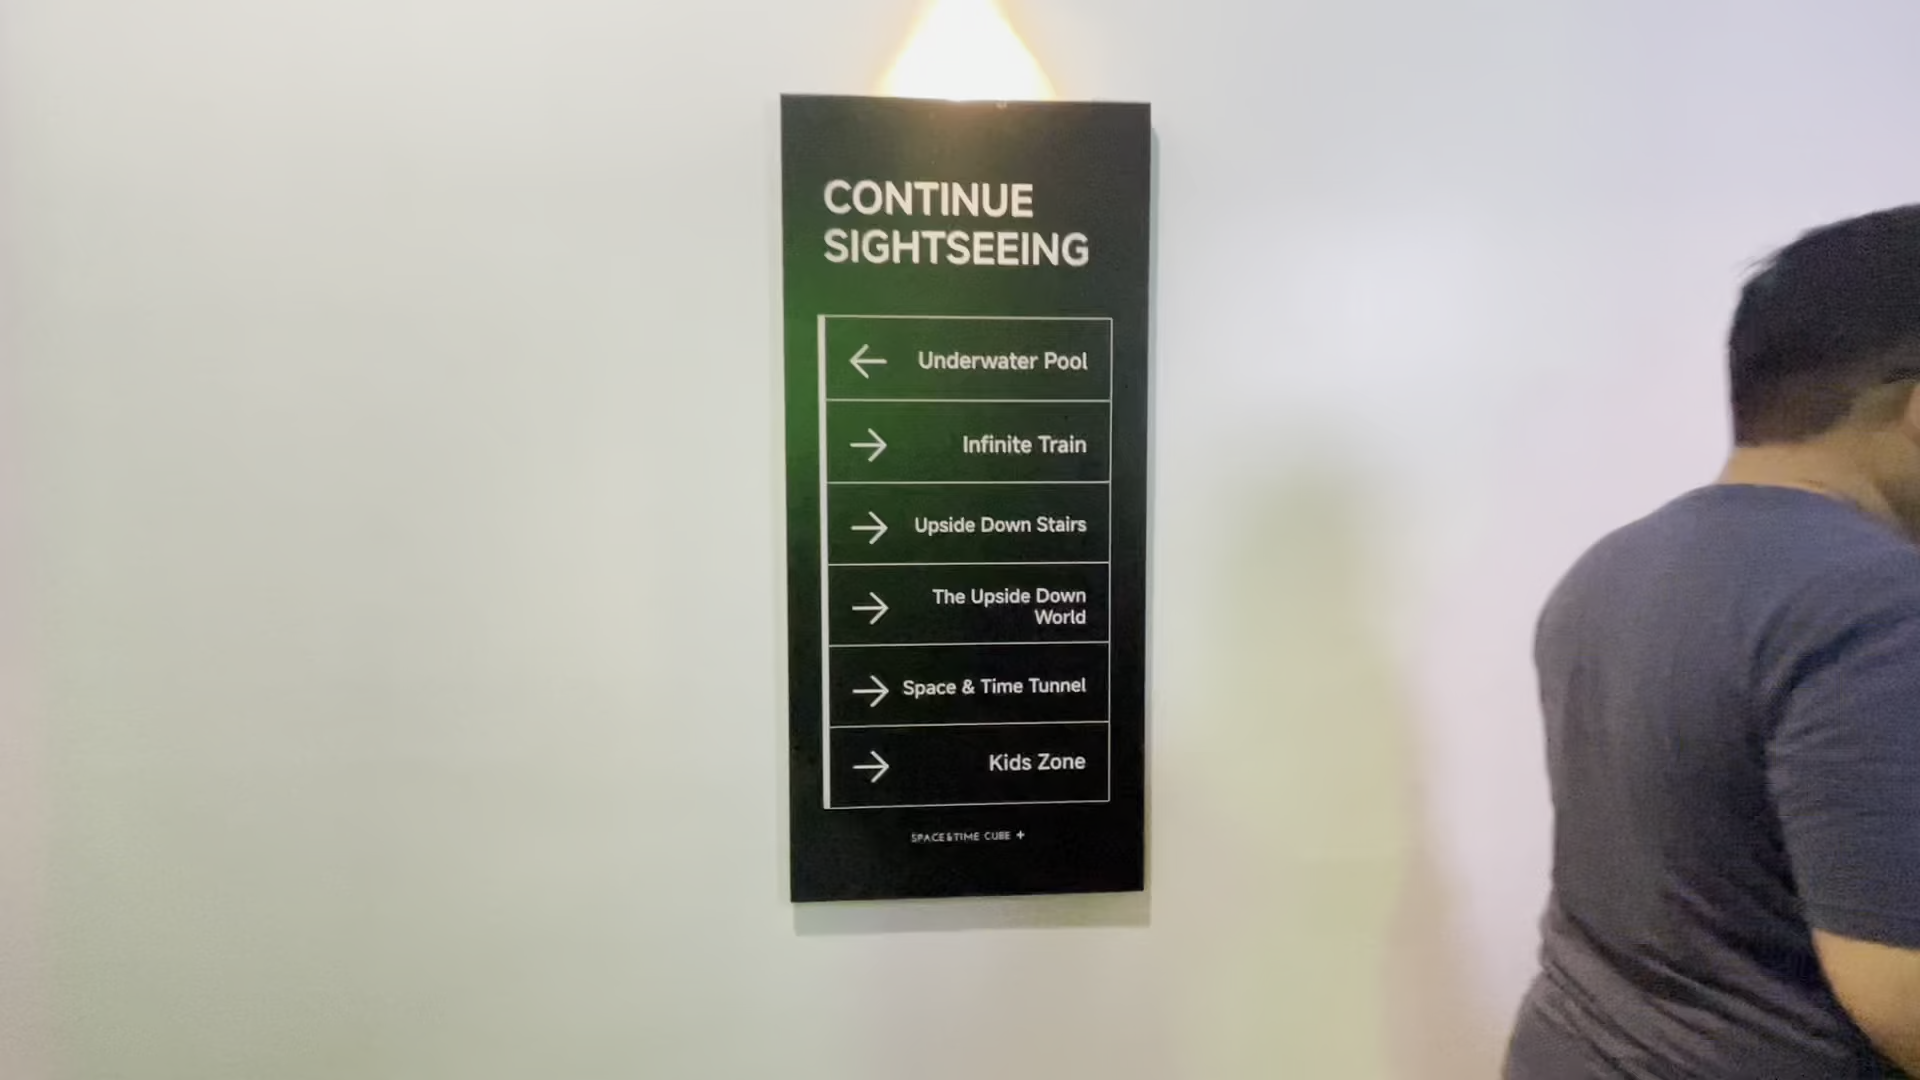 CONTINUE
SIGHTSEEING
← Underwater Pool
→ Infinite Train
→ Upside Down Stairs
→ The Upside Down
World
→ Space & Time Tunnel
→ Kids Zone
SPACE&TIME CUBE +